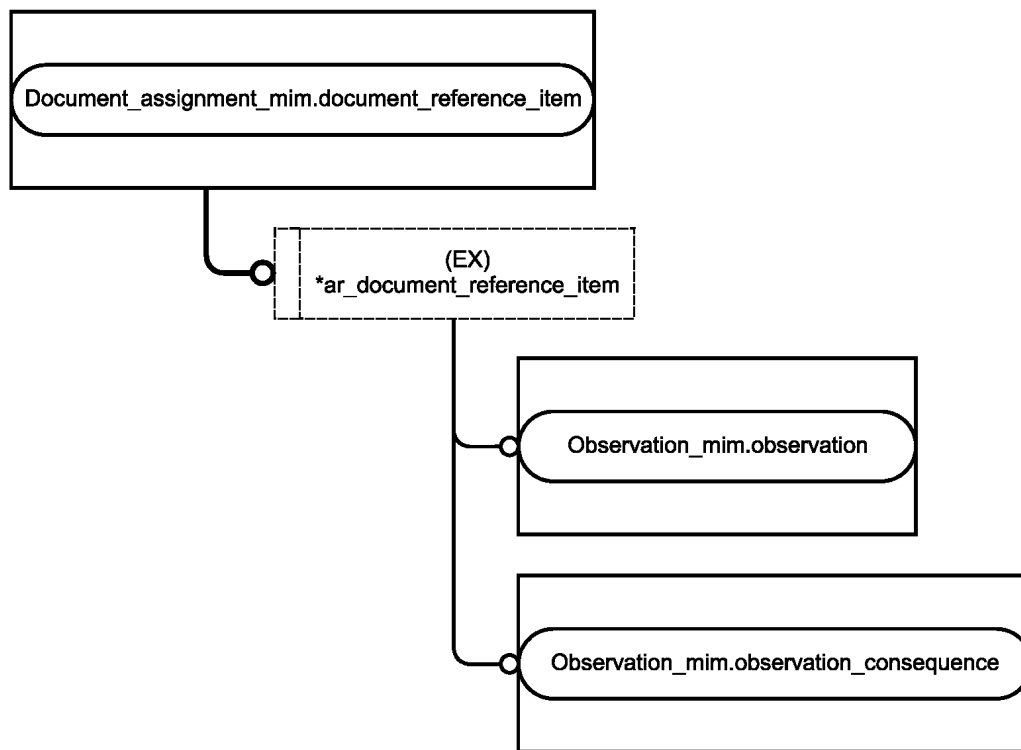 Document_assignment_mim.document_reference_item
(EX)
*ar_document_reference_item
Observation_mim.observation
Observation_mim.observation_consequence